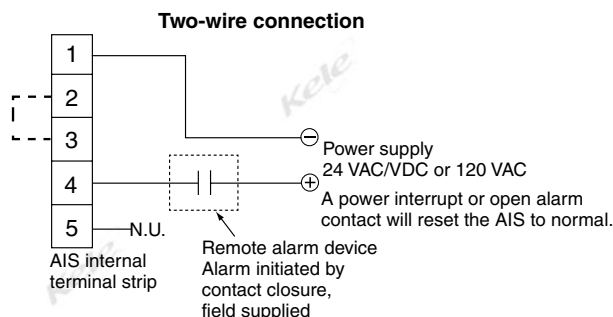 Two-wire connection
1
2
3
4
5
N.U.
AIS internal
terminal strip
Power supply
24 VAC/VDC or 120 VAC
A power interrupt or open alarm
contact will reset the AIS to normal.
Remote alarm device
Alarm initiated by
contact closure,
field supplied
Kele
Kele